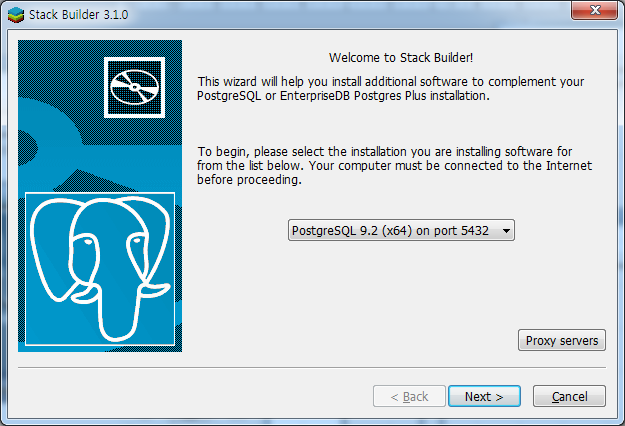 Stack Builder 3.1.0
Welcome to Stack Builder!
This wizard will help you install additional software to complement your
PostgreSQL or EnterpriseDB Postgres Plus installation.
To begin, please select the installation you are installing software for
from the list below. Your computer must be connected to the Internet
before proceeding.
PostgreSQL 9.2 (x64) on port 5432
Proxy servers
< Back
Next >
Cancel